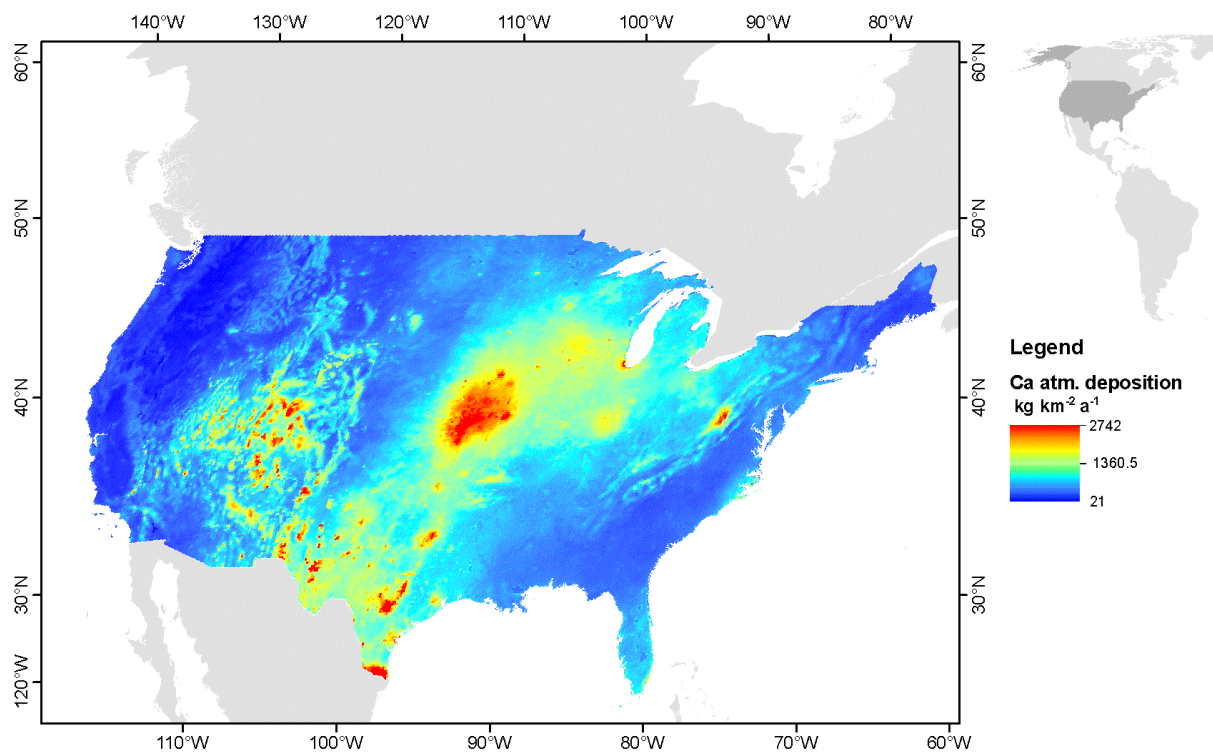 140°W 130°W 120°W 110°W 100°W 90°W 80°W
60°N 60°N
50°N 50°N
Legend
Ca atm. deposition
kg km⁻² a⁻¹
2742
1360.5
21
40°N 40°N
30°N 30°N
120°W 20°N
110°W 100°W 90°W 80°W 70°W 60°W